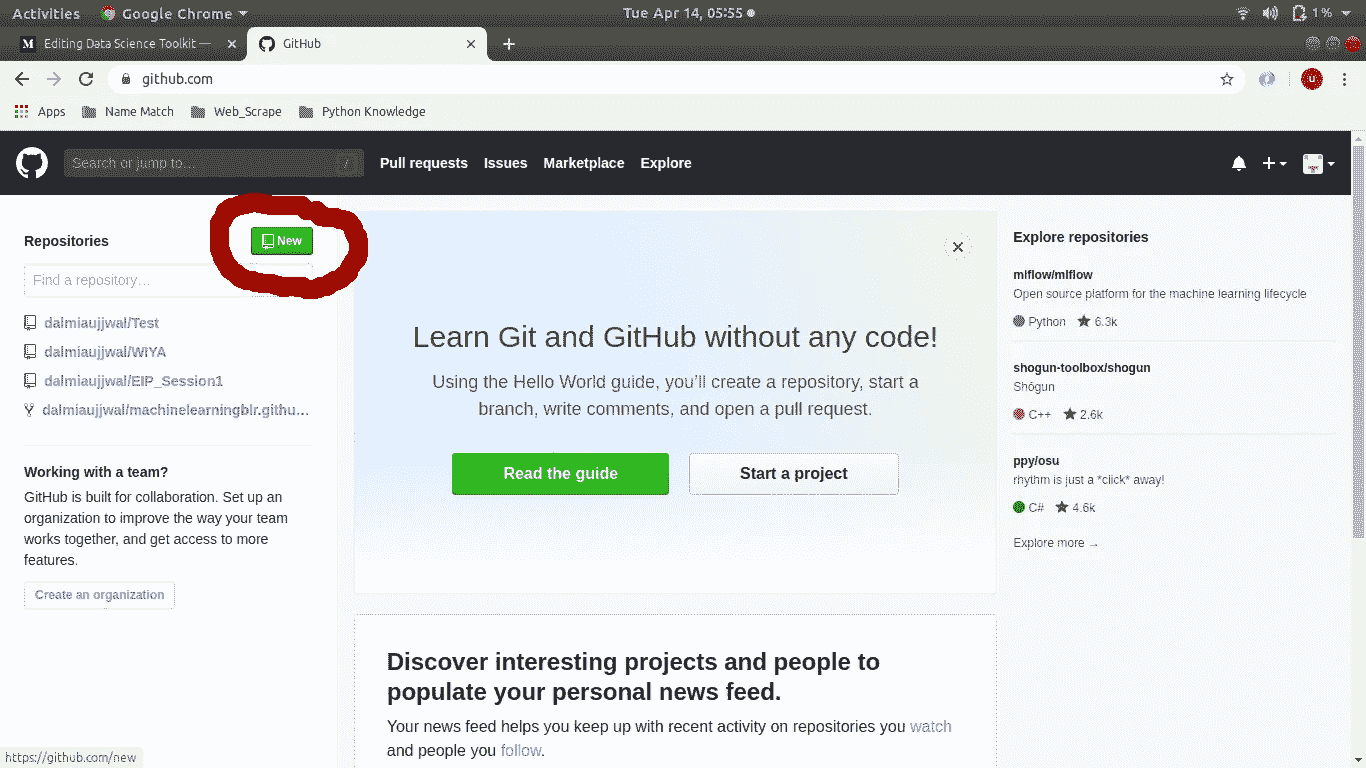 Activities Google Chrome Tue Apr 14, 05:55 1 %
M Editing Data Science Toolkit — GitHub
github.com u
Apps Name Match Web_Scrape Python Knowledge
Search or jump to… / Pull requests Issues Marketplace Explore
Repositories New
Find a repository…
dalmiaujjwal/Test
dalmiaujjwal/WIYA
dalmiaujjwal/EIP_Session1
dalmiaujjwal/machinelearningblr.githu…
Working with a team?
GitHub is built for collaboration. Set up an
organization to improve the way your team
works together, and get access to more
features.
Create an organization
Learn Git and GitHub without any code!
Using the Hello World guide, you’ll create a repository, start a
branch, write comments, and open a pull request.
Read the guide Start a project
Discover interesting projects and people to
populate your personal news feed.
Your news feed helps you keep up with recent activity on repositories you watch
and people you follow.
Explore repositories
mlflow/mlflow
Open source platform for the machine learning lifecycle
Python 6.3k
shogun-toolbox/shogun
Shōgun
C++ 2.6k
ppy/osu
rhythm is just a *click* away!
C# 4.6k
Explore more →
https://github.com/new